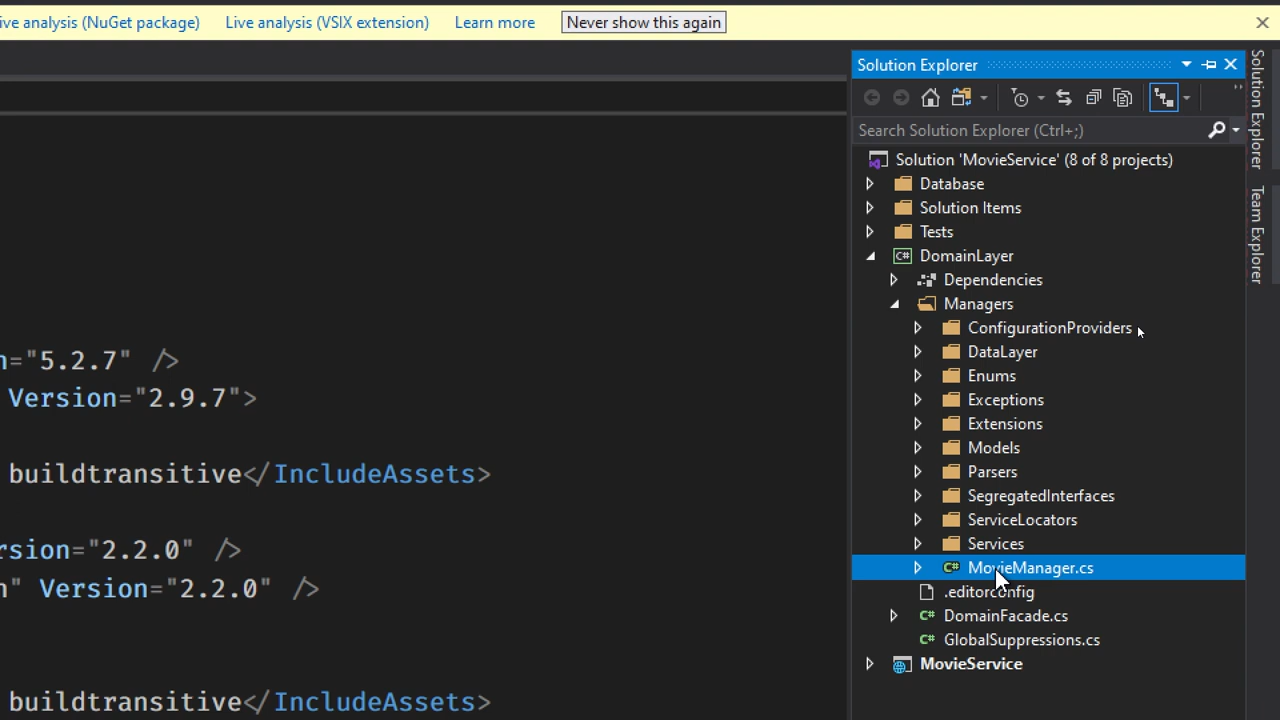 ive analysis (NuGet package) Live analysis (VSIX extension) Learn more Never show this again
Solution Explorer
Search Solution Explorer (Ctrl+;)
Solution 'MovieService' (8 of 8 projects)
Database
Solution Items
Tests
C# DomainLayer
Dependencies
Managers
ConfigurationProviders
DataLayer
Enums
Exceptions
Extensions
Models
Parsers
SegregatedInterfaces
ServiceLocators
Services
C# MovieManager.cs
.editorconfig
C# DomainFacade.cs
C# GlobalSuppressions.cs
MovieService
n="5.2.7" />
Version="2.9.7">
buildtransitive</IncludeAssets>
rsion="2.2.0" />
n" Version="2.2.0" />
buildtransitive</IncludeAssets>
Solution Explorer
Team Explorer